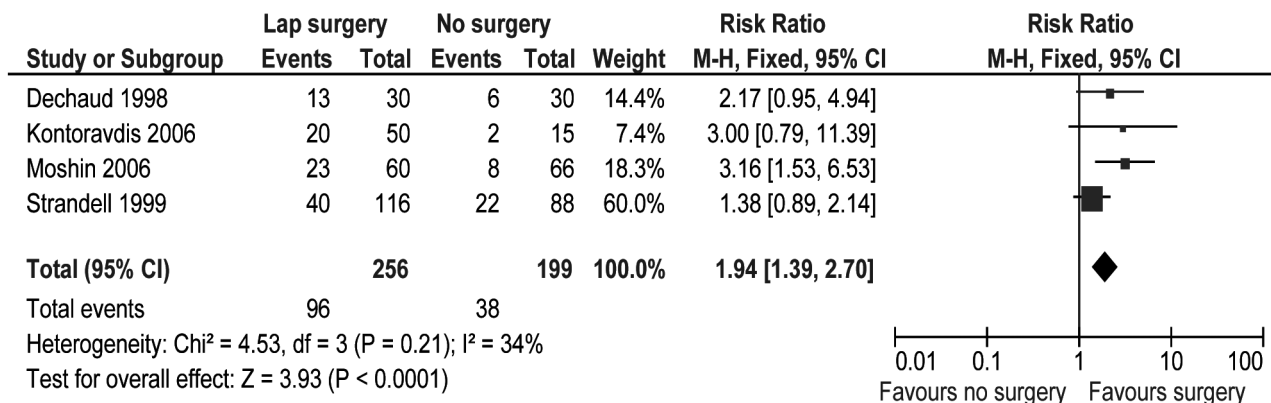 Lap surgery No surgery Risk Ratio Risk Ratio
Study or Subgroup Events Total Events Total Weight M-H, Fixed, 95% CI M-H, Fixed, 95% CI
Dechaud 1998 13 30 6 30 14.4% 2.17 [0.95, 4.94]
Kontoravdis 2006 20 50 2 15 7.4% 3.00 [0.79, 11.39]
Moshin 2006 23 60 8 66 18.3% 3.16 [1.53, 6.53]
Strandell 1999 40 116 22 88 60.0% 1.38 [0.89, 2.14]
Total (95% CI) 256 199 100.0% 1.94 [1.39, 2.70]
Total events 96 38
Heterogeneity: Chi² = 4.53, df = 3 (P = 0.21); I² = 34%
Test for overall effect: Z = 3.93 (P < 0.0001)
0.01 0.1 1 10 100
Favours no surgery Favours surgery